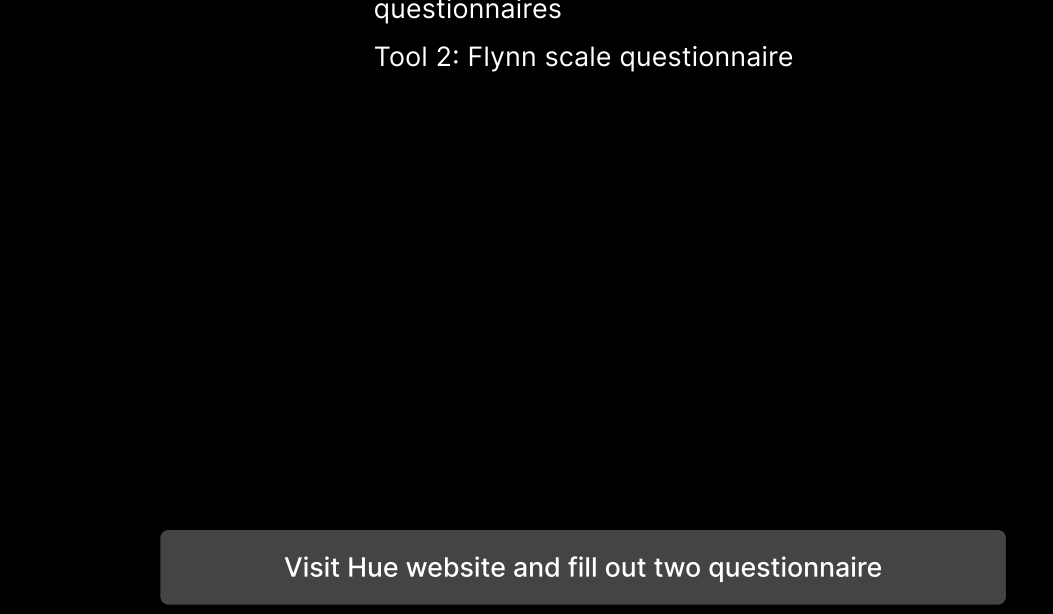 questionnaires
Tool 2: Flynn scale questionnaire
Visit Hue website and fill out two questionnaire